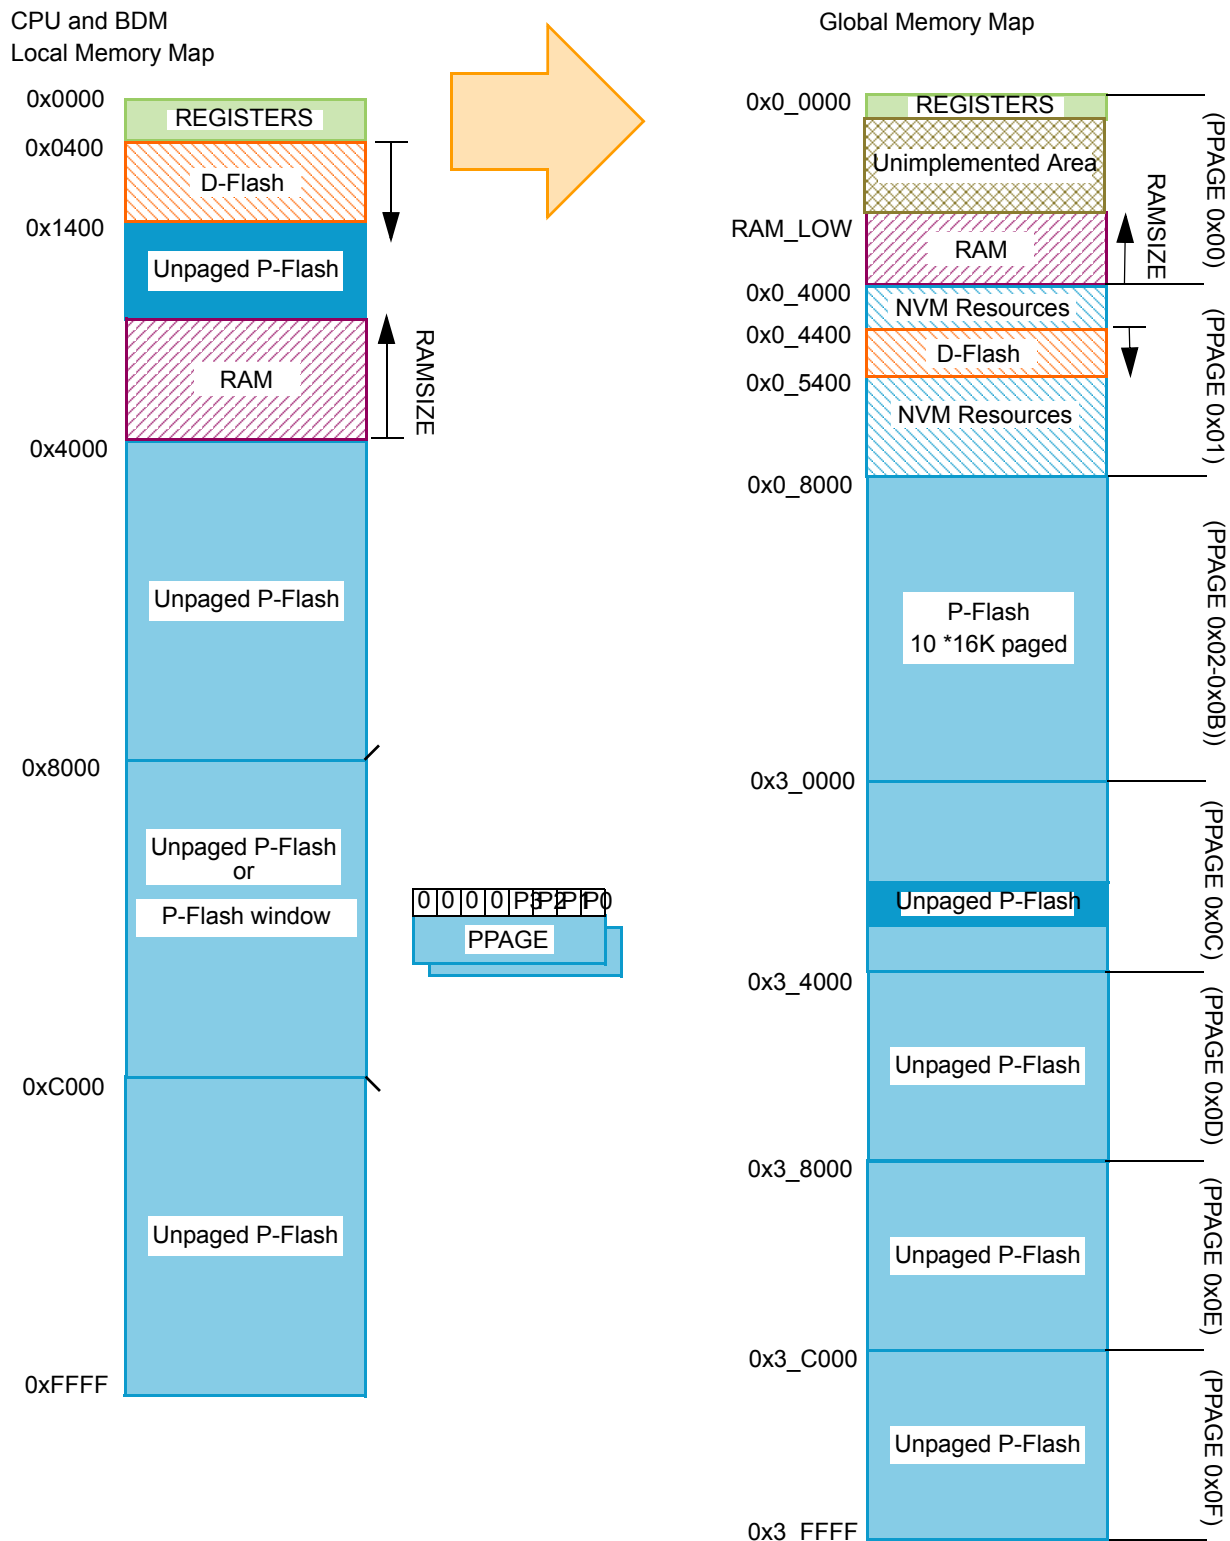 CPU and BDM
Local Memory Map
0x0000
REGISTERS
0x0400
D-Flash
0x1400
Unpaged P-Flash
RAM
RAMSIZE
0x4000
Unpaged P-Flash
0x8000
Unpaged P-Flash
or
P-Flash window
0xC000
Unpaged P-Flash
0xFFFF
0 0 0 0 P3 P2 P1 P0
PPAGE
Global Memory Map
0x0_0000
REGISTERS
Unimplemented Area
(PPAGE 0x00)
RAM_LOW
RAM
RAMSIZE
0x0_4000
NVM Resources
0x0_4400
D-Flash
0x0_5400
NVM Resources
(PPAGE 0x01)
0x0_8000
P-Flash
10 *16K paged
(PPAGE 0x02-0x0B))
0x3_0000
Unpaged P-Flash
(PPAGE 0x0C)
0x3_4000
Unpaged P-Flash
(PPAGE 0x0D)
0x3_8000
Unpaged P-Flash
(PPAGE 0x0E)
0x3_C000
Unpaged P-Flash
(PPAGE 0x0F)
0x3_FFFF